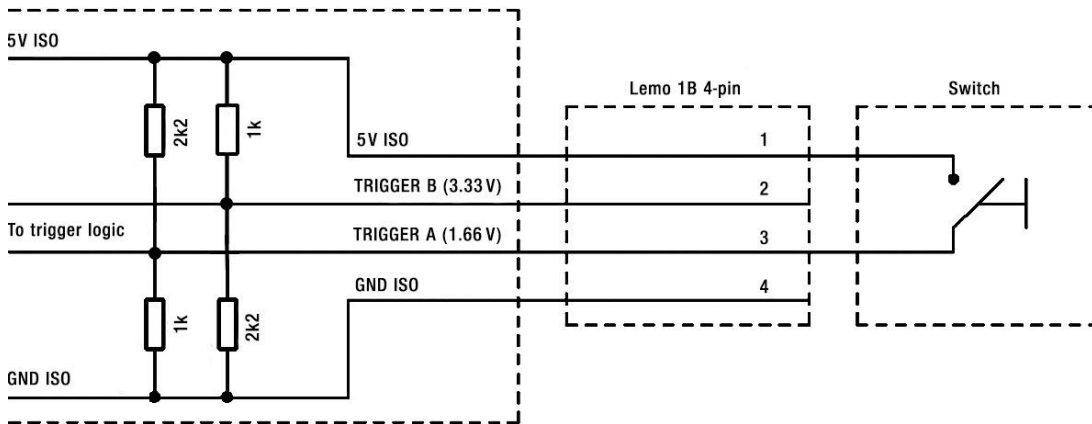 5V ISO
Lemo 1B 4-pin
Switch
2k2
1k
5V ISO
1
TRIGGER B (3.33 V)
2
To trigger logic
TRIGGER A (1.66 V)
3
GND ISO
4
1k
2k2
GND ISO